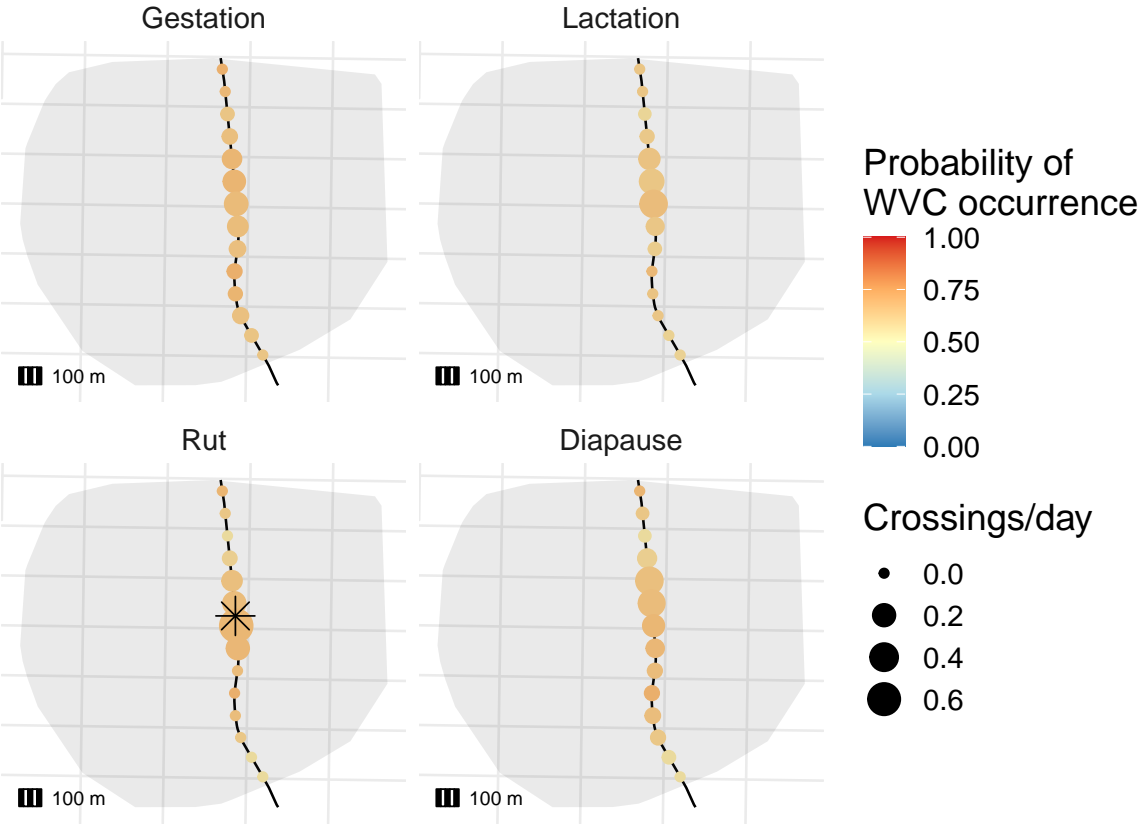 Gestation
Lactation
100 m
100 m
Rut
Diapause
100 m
100 m
Probability of
WVC occurrence
1.00
0.75
0.50
0.25
0.00
Crossings/day
0.0
0.2
0.4
0.6